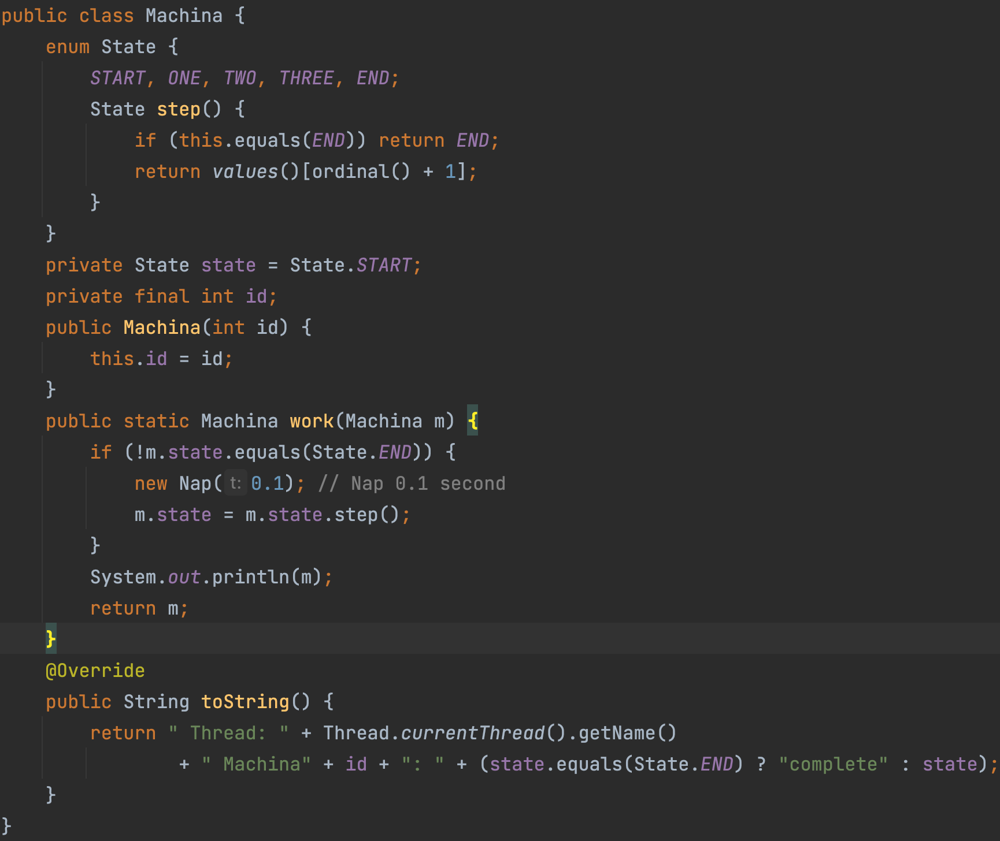 public class Machina {
    enum State {
        START, ONE, TWO, THREE, END;
        State step() {
            if (this.equals(END)) return END;
            return values()[ordinal() + 1];
        }
    }
    private State state = State.START;
    private final int id;
    public Machina(int id) {
        this.id = id;
    }
    public static Machina work(Machina m) {
        if (!m.state.equals(State.END)) {
            new Nap( t: 0.1); // Nap 0.1 second
            m.state = m.state.step();
        }
        System.out.println(m);
        return m;
    }
    @Override
    public String toString() {
        return " Thread: " + Thread.currentThread().getName()
                + " Machina" + id + ": " + (state.equals(State.END) ? "complete" : state);
    }
}